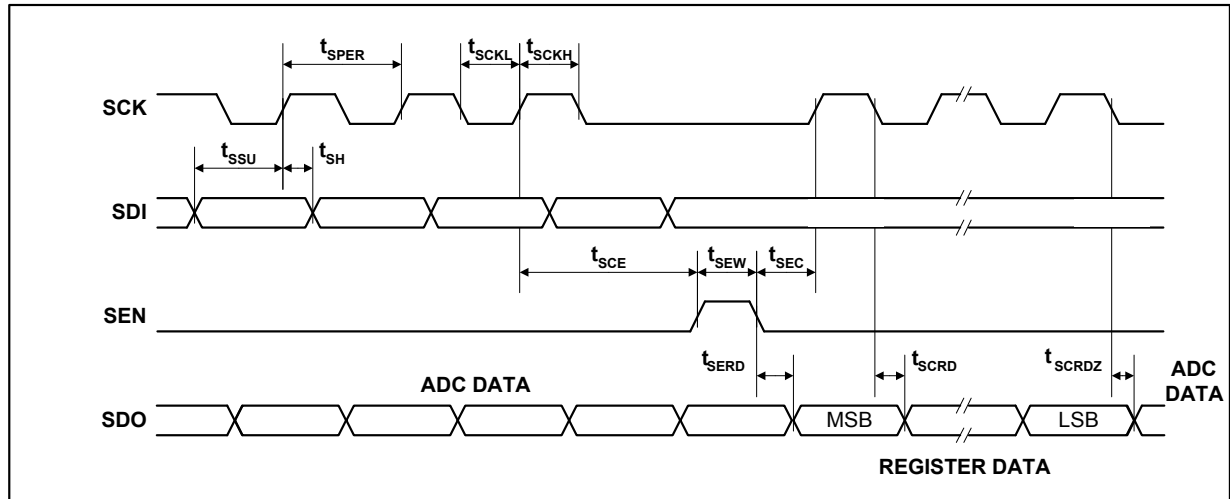 tSPER
tSCKL
tSCKH
SCK
tSSU
tSH
SDI
tSCE
tSEW
tSEC
SEN
tSERD
tSCRD
tSCRDZ
ADC DATA
ADC
DATA
SDO
MSB
LSB
REGISTER DATA